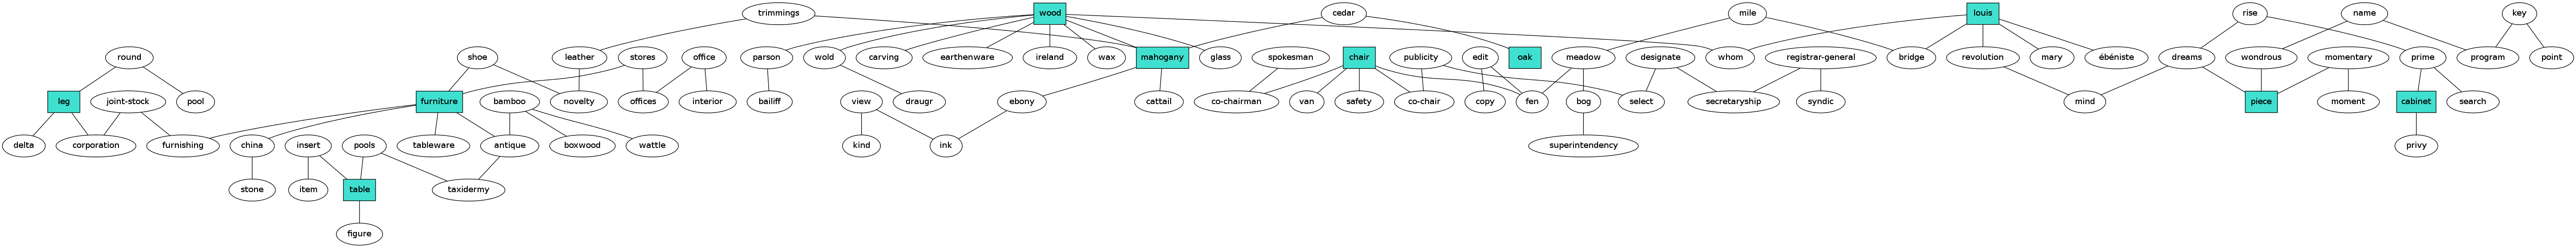 trimmings wood cedar mile louis rise name key
round shoe leather stores office parson wold carving earthenware ireland wax mahogany glass spokesman chair publicity edit oak meadow designate whom registrar-general bridge revolution mary ébéniste dreams wondrous momentary prime program point
leg joint-stock pool furniture bamboo novelty offices interior bailiff view draugr ebony cattail co-chairman van safety co-chair copy fen bog select secretaryship syndic mind piece moment cabinet search
delta corporation furnishing china insert pools tableware antique boxwood wattle kind ink superintendency privy
stone item table taxidermy
figure